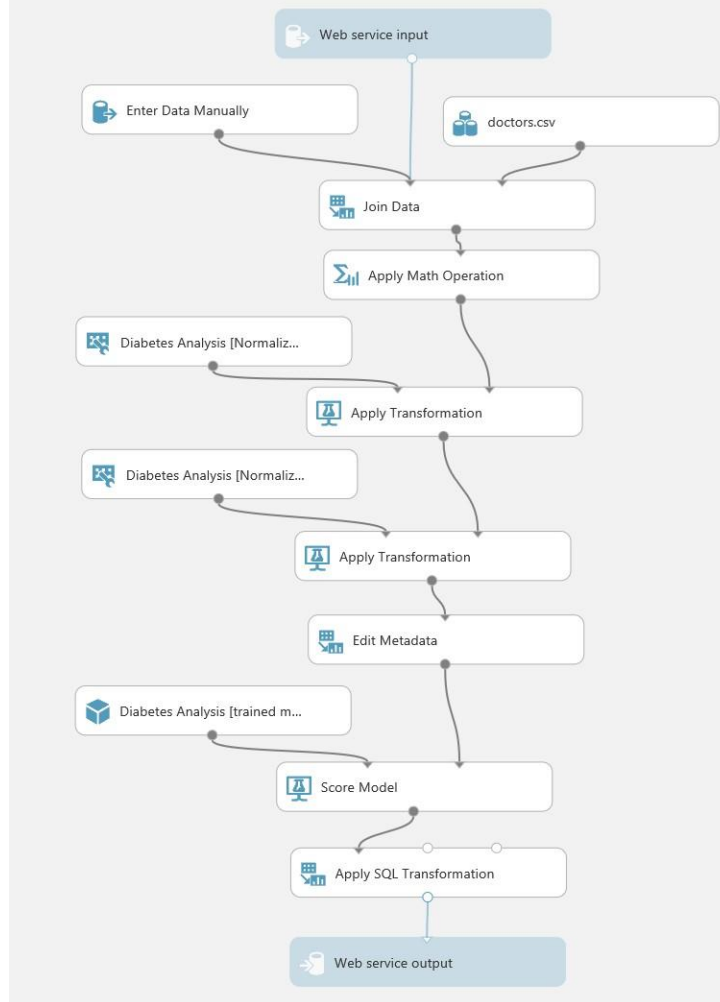 Web service input
Enter Data Manually
doctors.csv
Join Data
Apply Math Operation
Diabetes Analysis [Normaliz...
Apply Transformation
Diabetes Analysis [Normaliz...
Apply Transformation
Edit Metadata
Diabetes Analysis [trained m...
Score Model
Apply SQL Transformation
Web service output